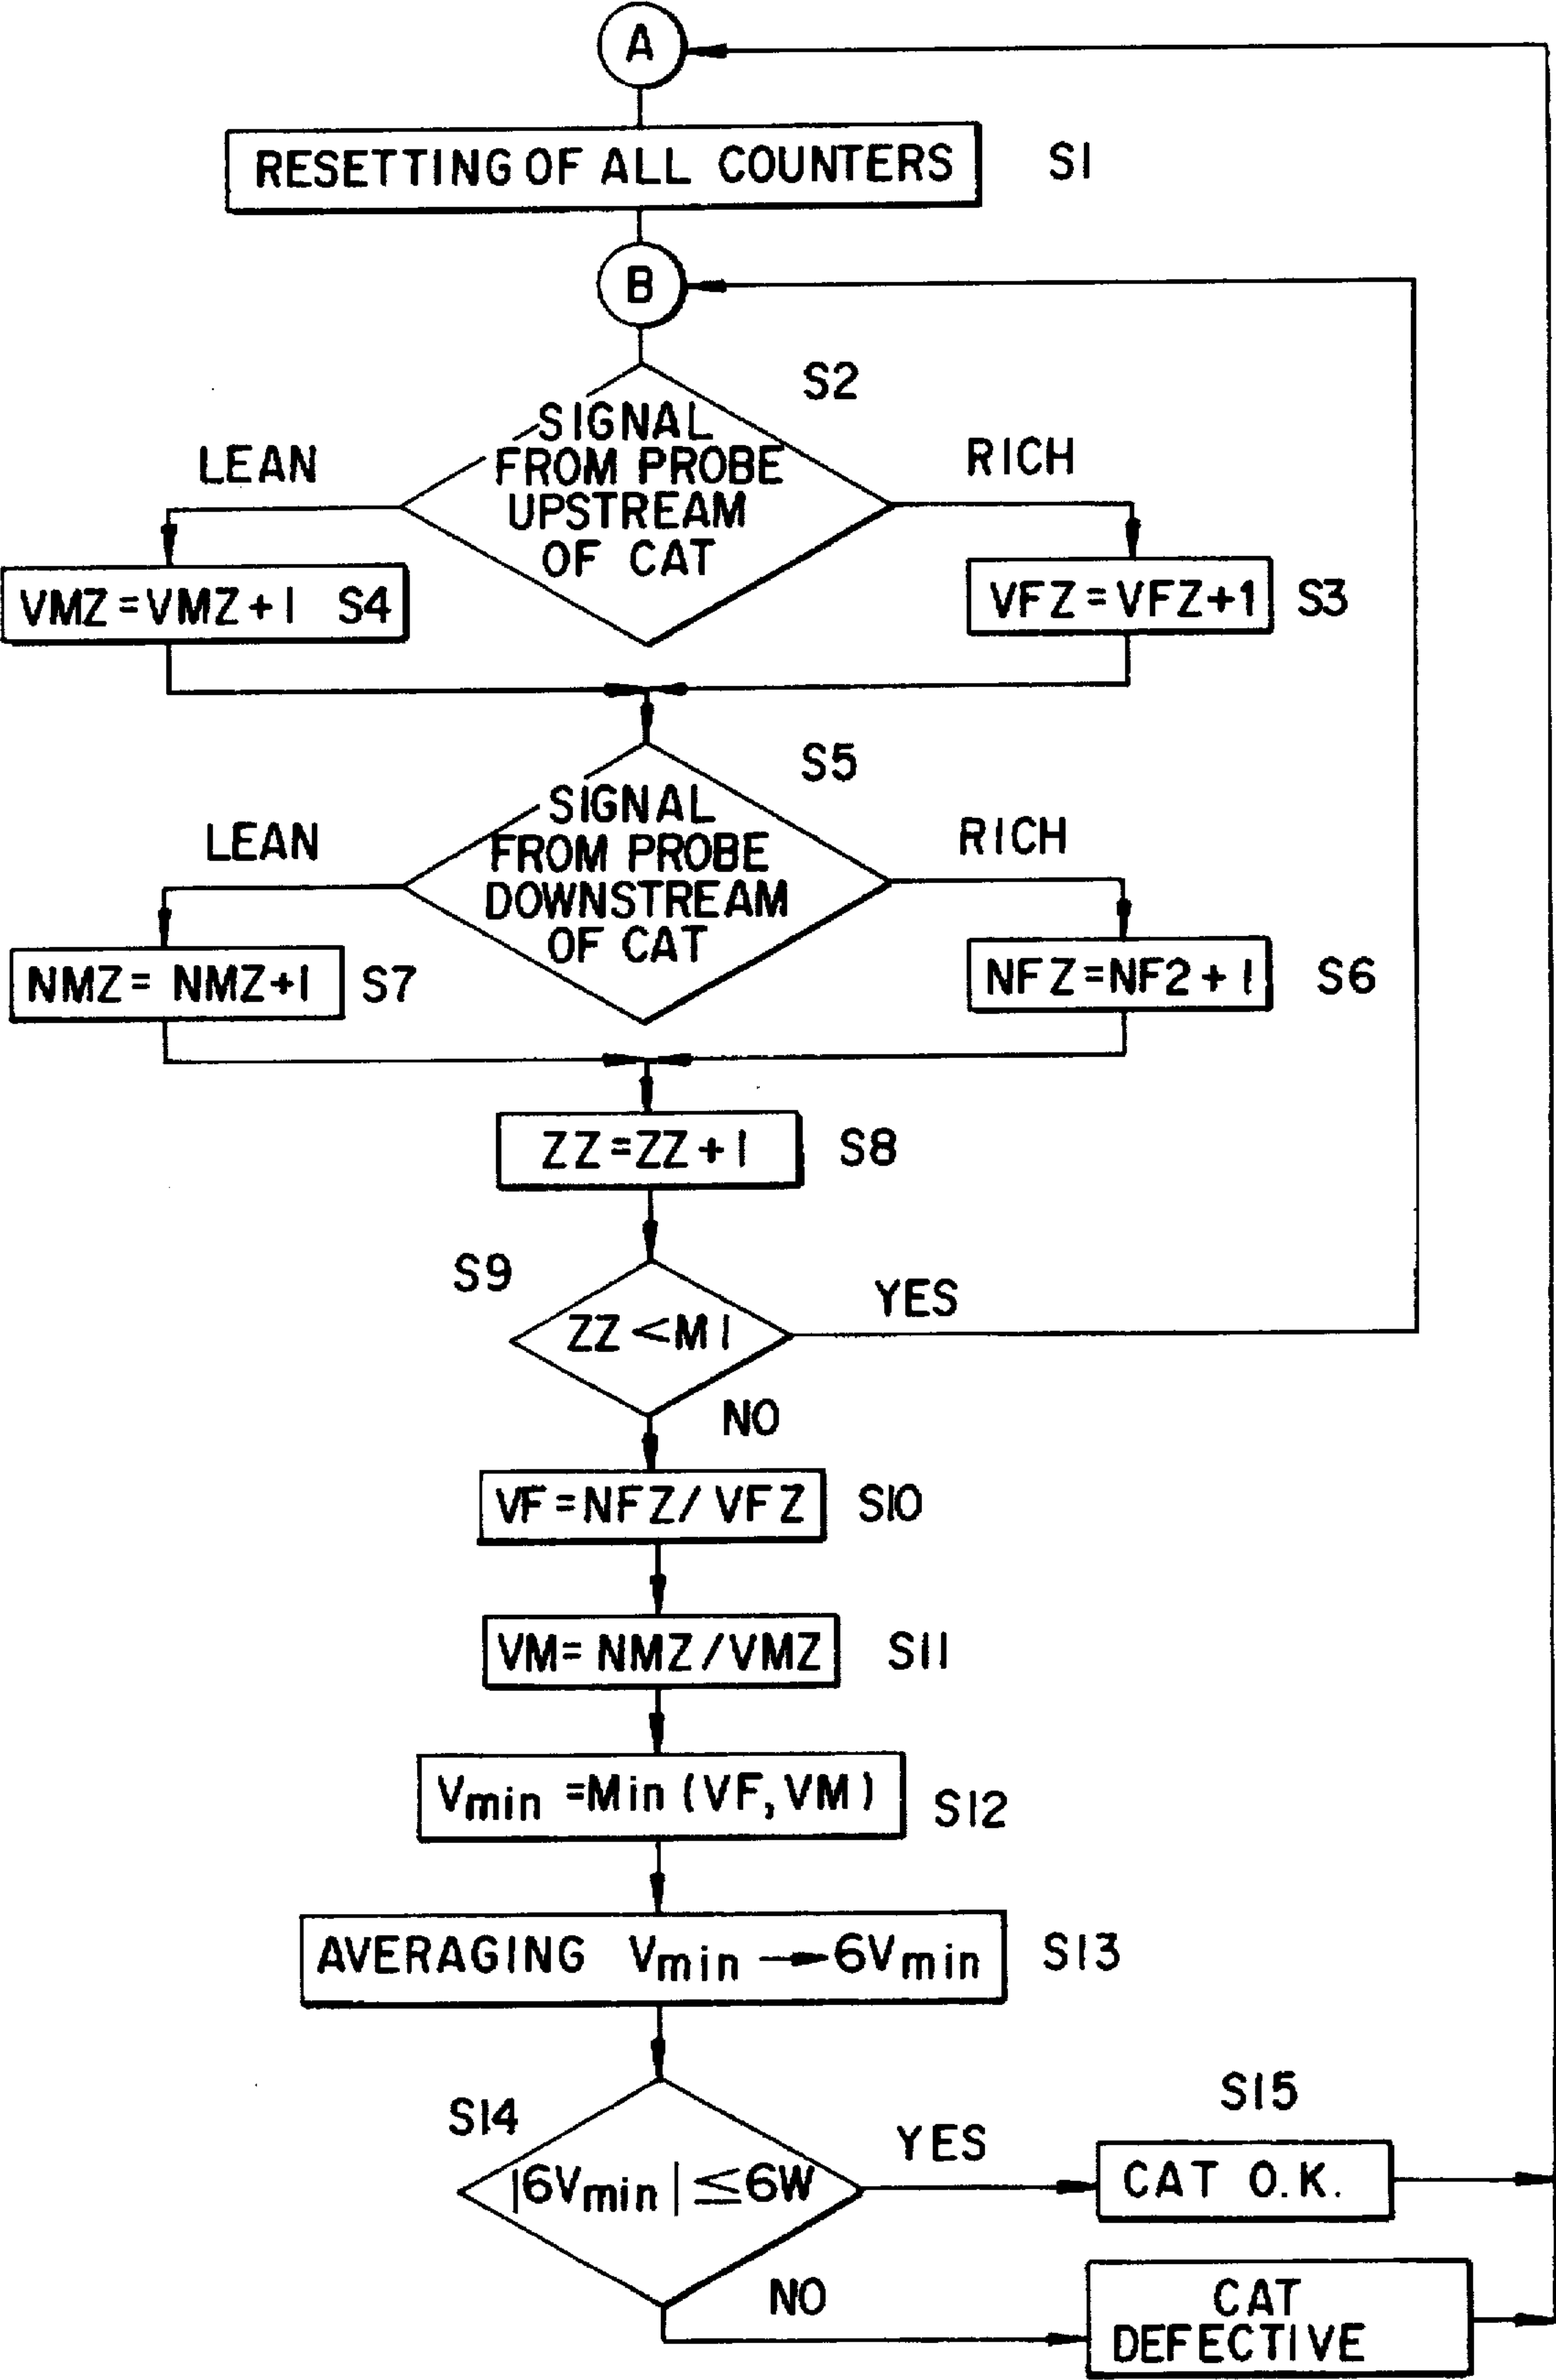 A
RESETTING OF ALL COUNTERS S1
B
S2
SIGNAL
FROM PROBE
UPSTREAM
OF CAT
LEAN
RICH
VMZ=VMZ+1 S4
VFZ=VFZ+1 S3
S5
SIGNAL
FROM PROBE
DOWNSTREAM
OF CAT
LEAN
RICH
NMZ= NMZ+1 S7
NFZ=NF2+1 S6
ZZ=ZZ+1 S8
S9
ZZ<M1
YES
NO
VF=NFZ/VFZ S10
VM=NMZ/VMZ S11
Vmin =Min (VF,VM) S12
AVERAGING Vmin → 6Vmin S13
S14
|6Vmin| ≤6W
YES
S15
CAT O.K.
NO
CAT
DEFECTIVE